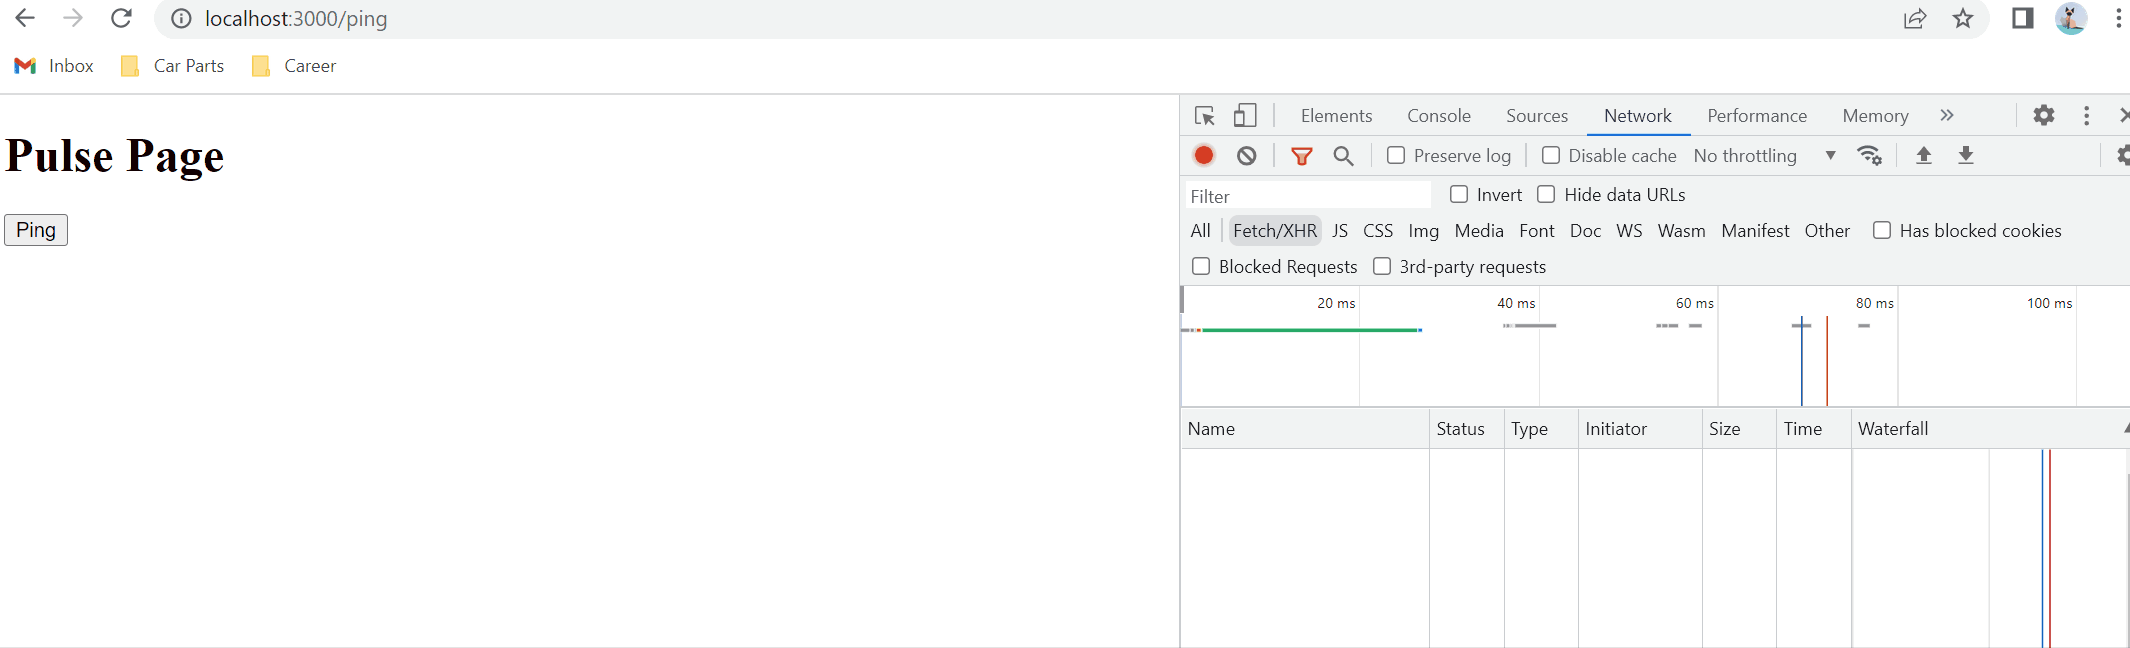 localhost:3000/ping
Inbox Car Parts Career
Pulse Page
Ping
Elements Console Sources Network Performance Memory
Preserve log Disable cache No throttling
Filter Invert Hide data URLs
All Fetch/XHR JS CSS Img Media Font Doc WS Wasm Manifest Other Has blocked cookies
Blocked Requests 3rd-party requests
20 ms 40 ms 60 ms 80 ms 100 ms
Name Status Type Initiator Size Time Waterfall